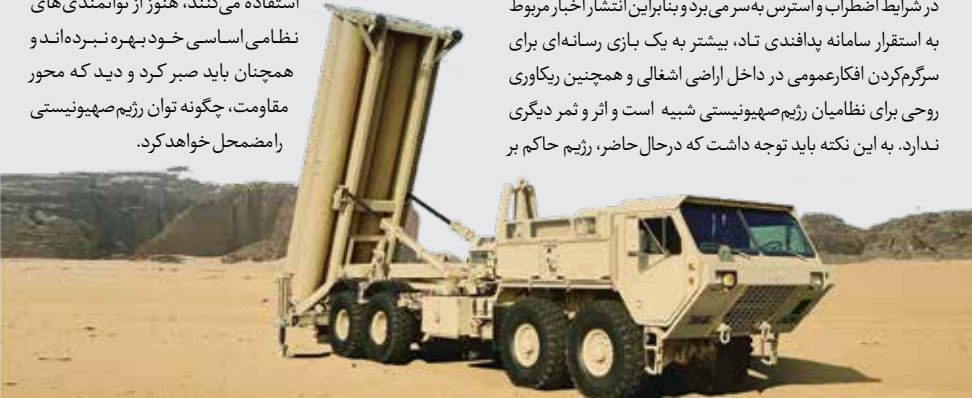 در شرایط اضطراب و استرس به‌سر می‌برد و بنابراین انتشار اخبار مربوط
به استقرار سامانه پدافندی تاد، بیشتر به یک بازی رسانه‌ای برای
سرگرم‌کردن افکارعمومی در داخل اراضی اشغالی و همچنین ریکاوری
روحی برای نظامیان رژیم‌صهیونیستی شبیه است و اثر و ثمر دیگری
ندارد. به این نکته باید توجه داشت که درحال‌حاضر، رژیم حاکم بر
استفاده می‌کنند، هنوز از توانمندی‌های
نظامی اساسی خود بهره نبرده‌اند و
همچنان باید صبر کرد و دید که محور
مقاومت، چگونه توان رژیم‌صهیونیستی
را مضمحل خواهد کرد.